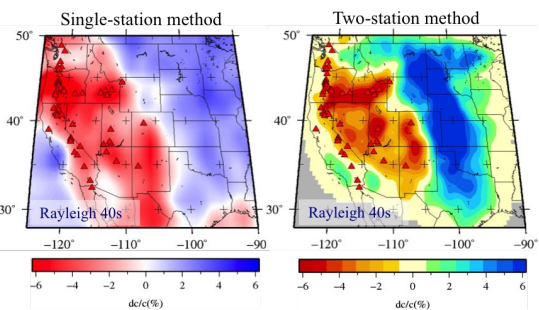 Single-station method
Two-station method
50°
40°
30°
Rayleigh 40s
−120 −110 −100 −90
50°
40°
30°
Rayleigh 40s
−120 −110 −100 −90
−6 −4 −2 0 2 4 6
dc/c(%)
−6 −4 −2 0 2 4 6
dc/c(%)